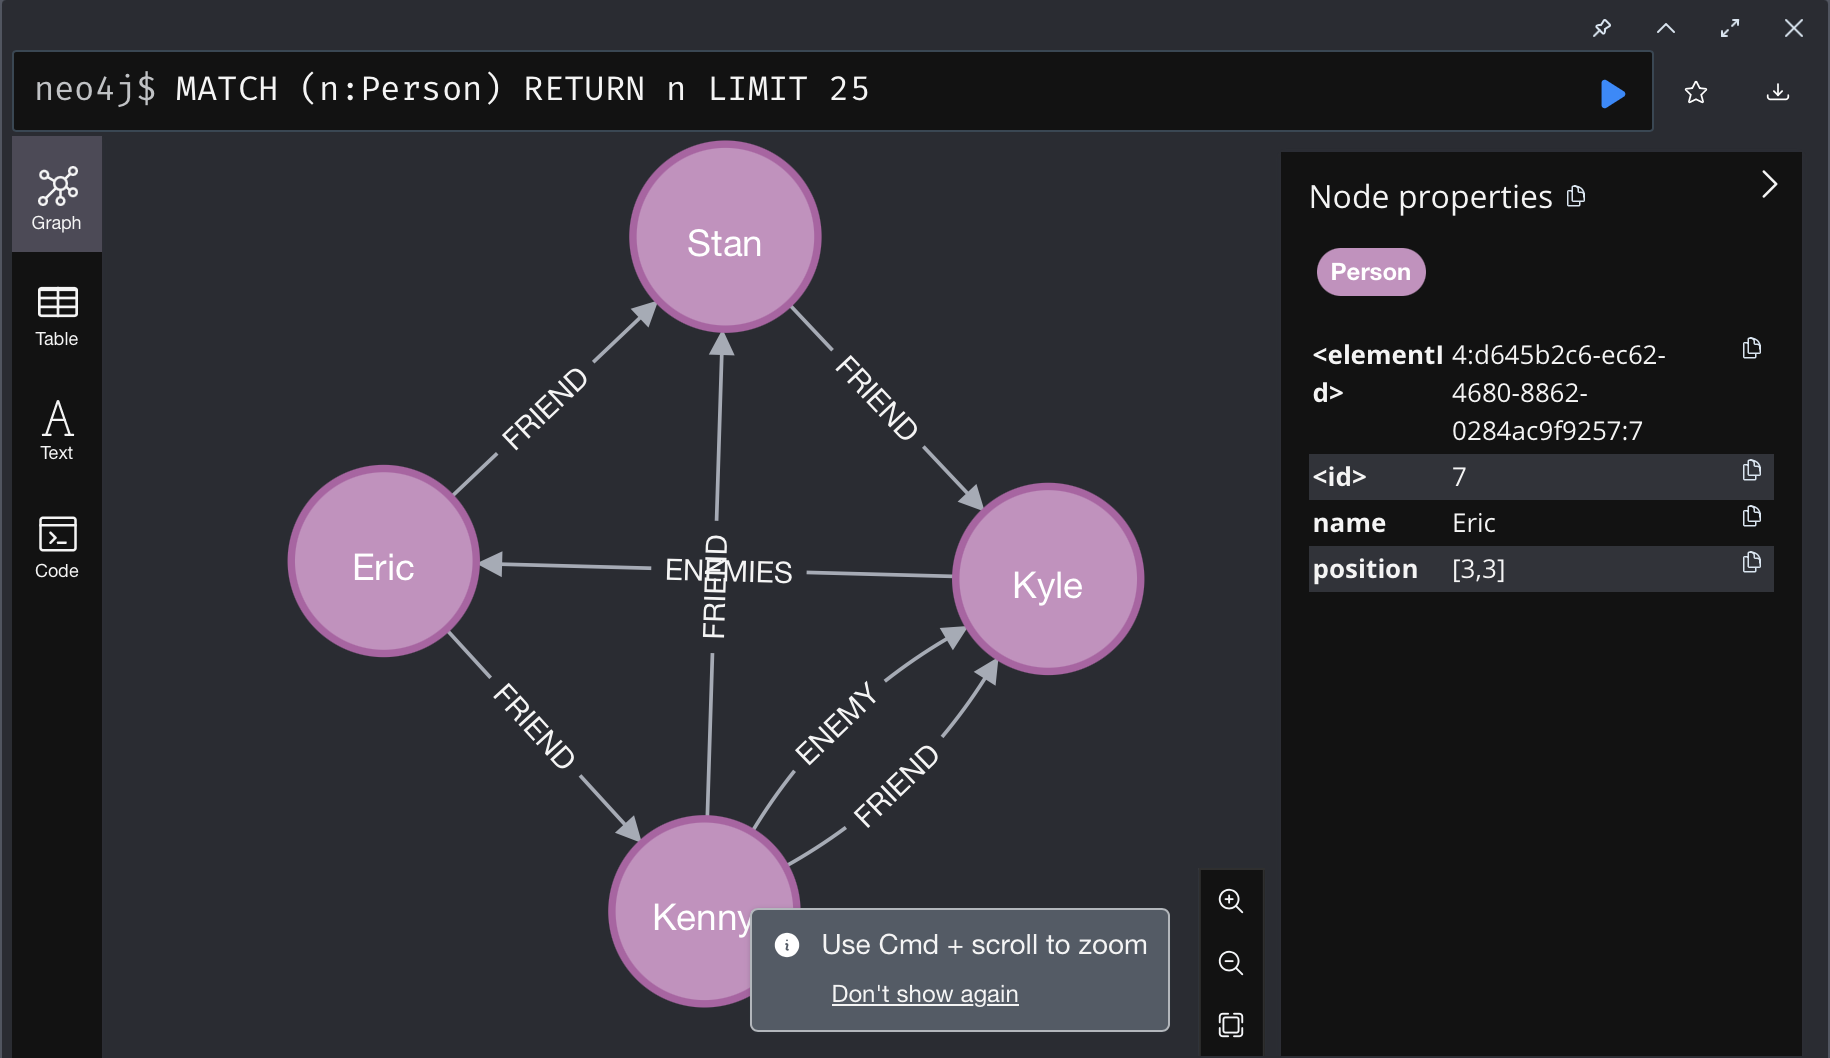 neo4j$ MATCH (n:Person) RETURN n LIMIT 25
Graph
Table
Text
Code
Stan
FRIEND
FRIEND
Eric
ENEMIES
FRIEND
Kyle
FRIEND
ENEMY
FRIEND
Kenny
Use Cmd + scroll to zoom
Don't show again
Node properties
Person
<elementI 4:d645b2c6-ec62-
d> 4680-8862-
0284ac9f9257:7
<id> 7
name Eric
position [3,3]